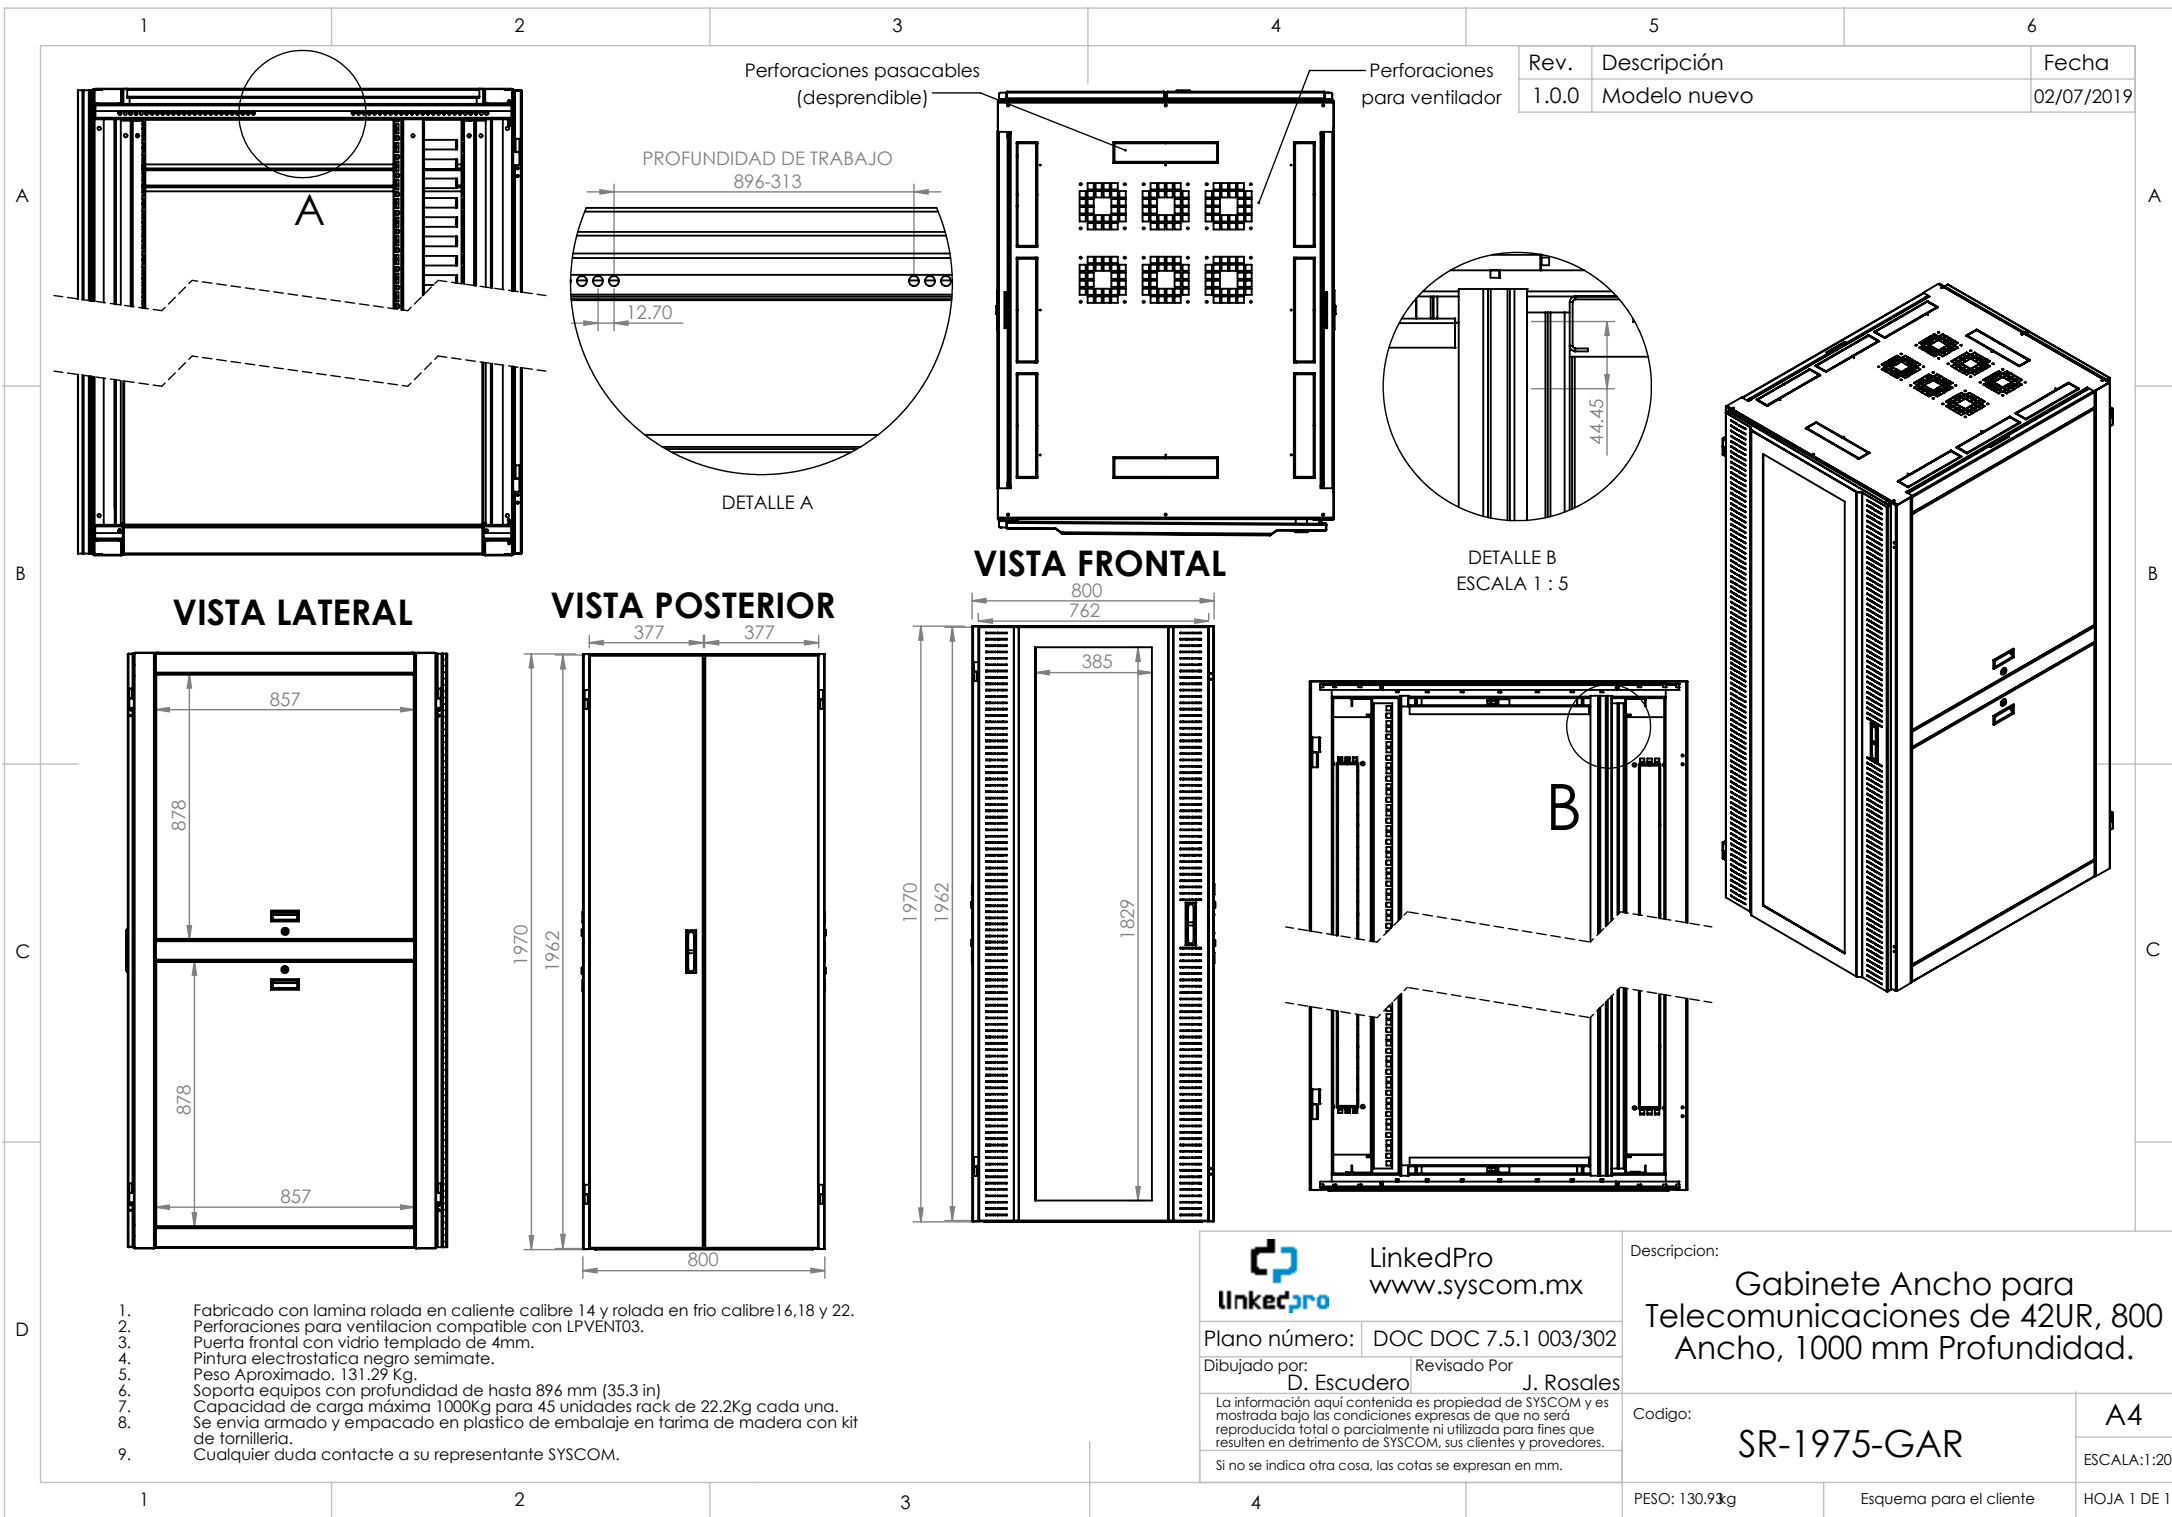 1 2 3 4 5 6
Rev. Descripción Fecha
1.0.0 Modelo nuevo 02/07/2019
Perforaciones pasacables
(desprendible)
Perforaciones
para ventilador
A
A
A
PROFUNDIDAD DE TRABAJO
896-313
12.70
DETALLE A
44.45
DETALLE B
ESCALA 1 : 5
B
B
VISTA LATERAL
857
878
878
857
VISTA POSTERIOR
377 377
1970
1962
800
VISTA FRONTAL
800
762
385
1970
1962
1829
B
C
C
D
1. Fabricado con lamina rolada en caliente calibre 14 y rolada en frio calibre16,18 y 22.
2. Perforaciones para ventilacion compatible con LPVENT03.
3. Puerta frontal con vidrio templado de 4mm.
4. Pintura electrostatica negro semimate.
5. Peso Aproximado. 131.29 Kg.
6. Soporta equipos con profundidad de hasta 896 mm (35.3 in)
7. Capacidad de carga máxima 1000Kg para 45 unidades rack de 22.2Kg cada una.
8. Se envia armado y empacado en plastico de embalaje en tarima de madera con kit
de tornilleria.
9. Cualquier duda contacte a su representante SYSCOM.
linkedpro
LinkedPro
www.syscom.mx
Plano número: DOC DOC 7.5.1 003/302
Dibujado por:
D. Escudero
Revisado Por
J. Rosales
La información aquí contenida es propiedad de SYSCOM y es
mostrada bajo las condiciones expresas de que no será
reproducida total o parcialmente ni utilizada para fines que
resulten en detrimento de SYSCOM, sus clientes y provedores.
Si no se indica otra cosa, las cotas se expresan en mm.
Descripcion:
Gabinete Ancho para
Telecomunicaciones de 42UR, 800
Ancho, 1000 mm Profundidad.
Codigo:
SR-1975-GAR
A4
ESCALA:1:20
PESO: 130.93kg
Esquema para el cliente
HOJA 1 DE 1
1 2 3 4